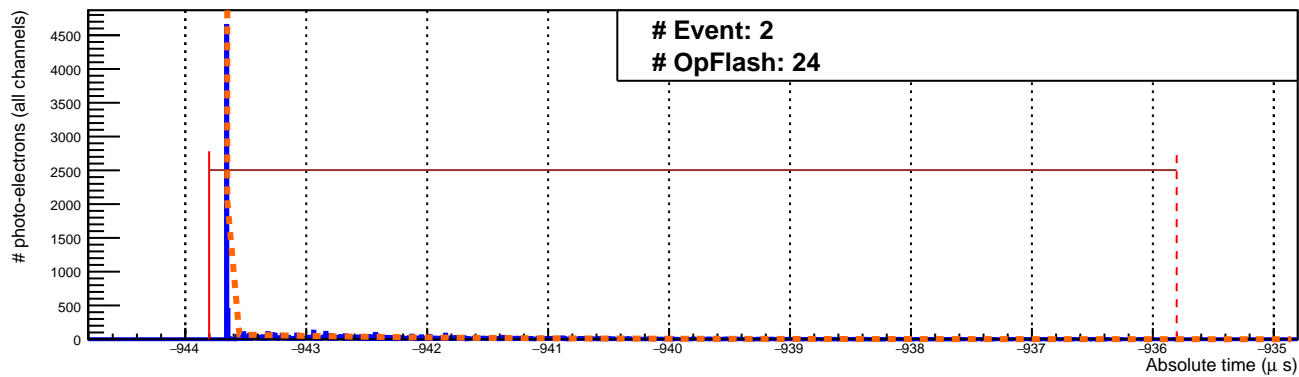 # Event: 2
# OpFlash: 24
# photo-electrons (all channels)
4500
4000
3500
3000
2500
2000
1500
1000
500
0
−944 −943 −942 −941 −940 −939 −938 −937 −936 −935
Absolute time (μ s)